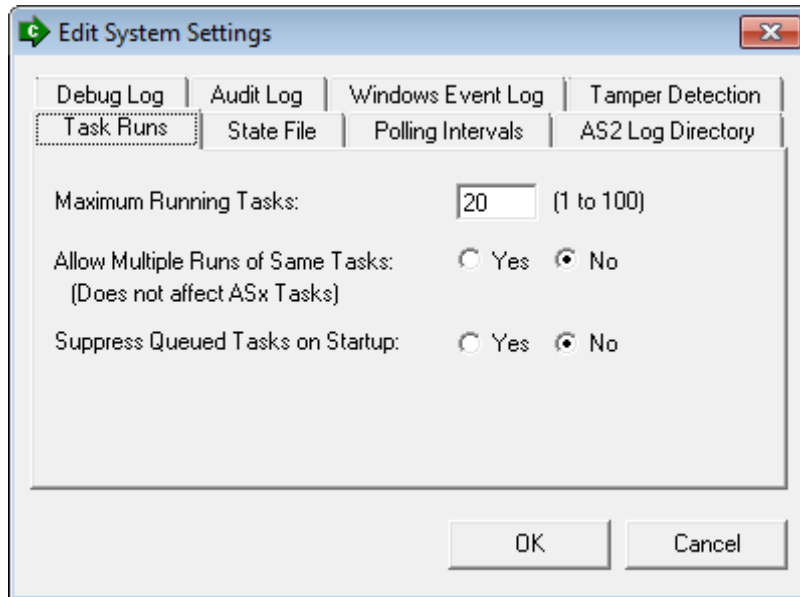 Edit System Settings
Debug Log Audit Log Windows Event Log Tamper Detection
Task Runs State File Polling Intervals AS2 Log Directory
Maximum Running Tasks: 20 (1 to 100)
Allow Multiple Runs of Same Tasks: Yes No
(Does not affect ASx Tasks)
Suppress Queued Tasks on Startup: Yes No
OK Cancel